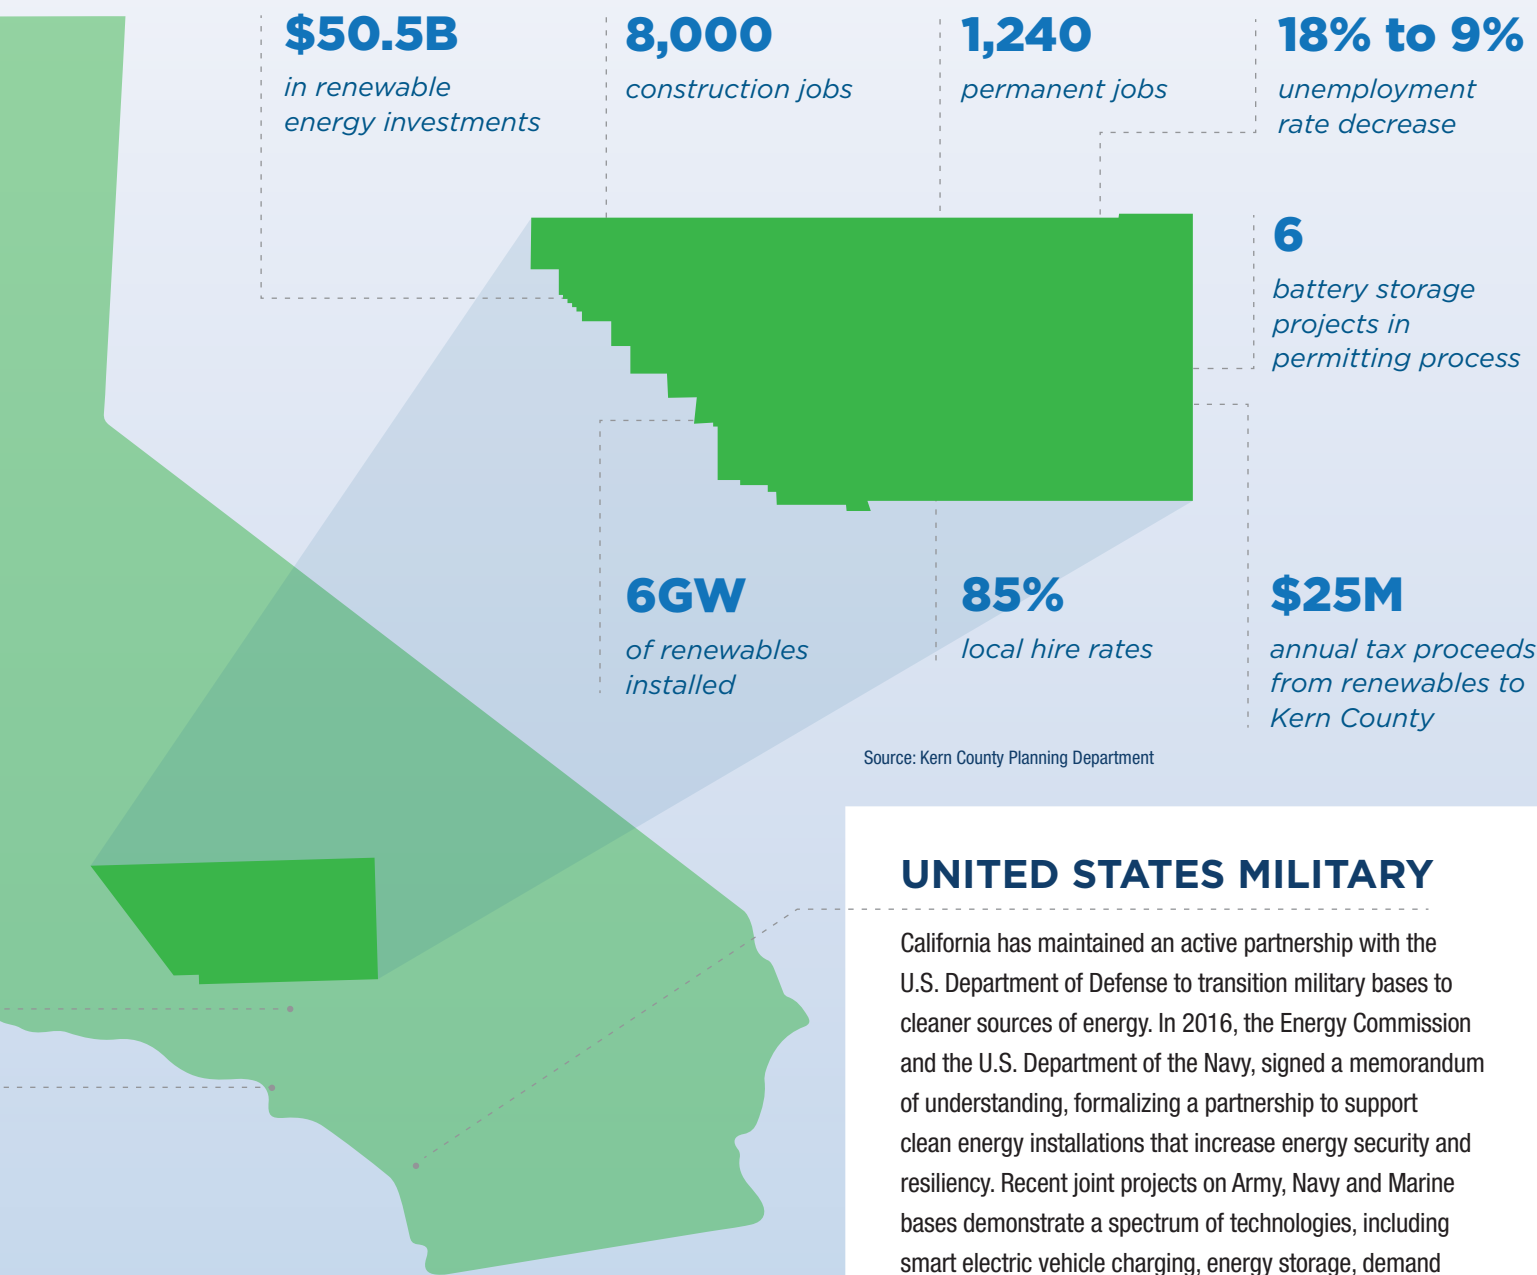 $50.5B
in renewable
energy investments
8,000
construction jobs
1,240
permanent jobs
18% to 9%
unemployment
rate decrease
6
battery storage
projects in
permitting process
6GW
of renewables
installed
85%
local hire rates
$25M
annual tax proceeds
from renewables to
Kern County
Source: Kern County Planning Department
UNITED STATES MILITARY
California has maintained an active partnership with the
U.S. Department of Defense to transition military bases to
cleaner sources of energy. In 2016, the Energy Commission
and the U.S. Department of the Navy, signed a memorandum
of understanding, formalizing a partnership to support
clean energy installations that increase energy security and
resiliency. Recent joint projects on Army, Navy and Marine
bases demonstrate a spectrum of technologies, including
smart electric vehicle charging, energy storage, demand